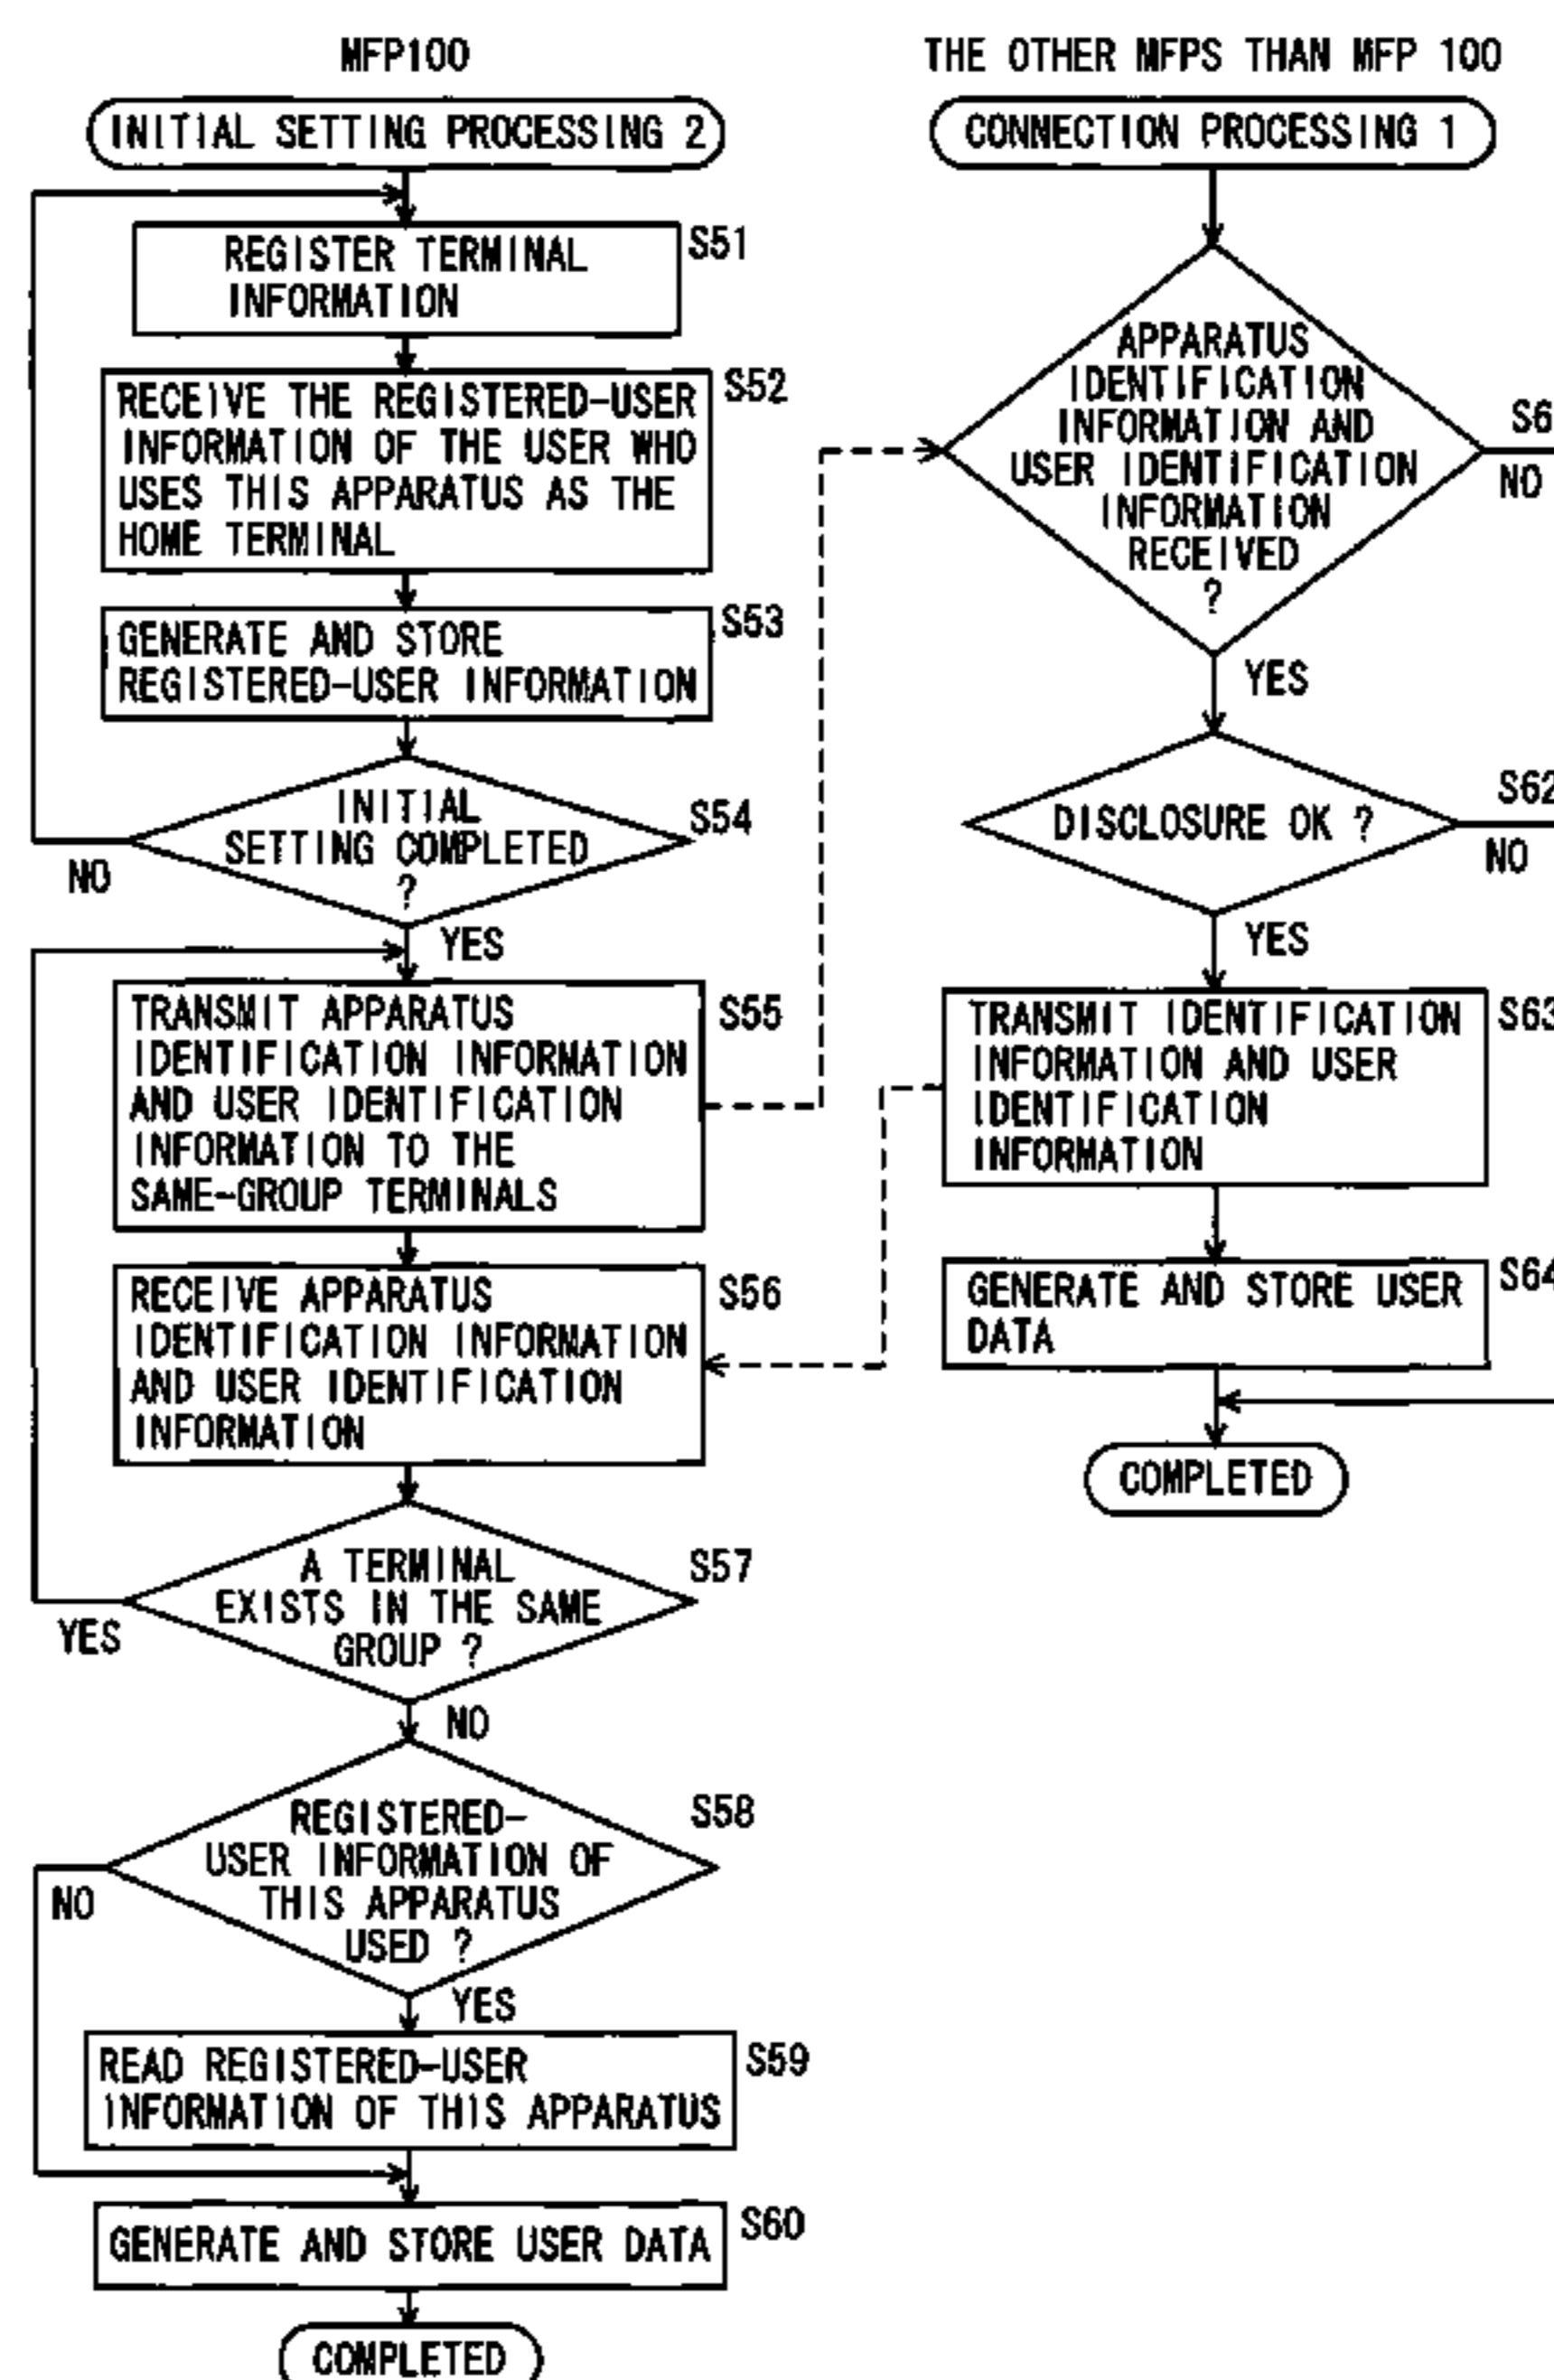 MFP100
INITIAL SETTING PROCESSING 2
REGISTER TERMINAL
INFORMATION
S51
RECEIVE THE REGISTERED-USER
INFORMATION OF THE USER WHO
USES THIS APPARATUS AS THE
HOME TERMINAL
S52
GENERATE AND STORE
REGISTERED-USER INFORMATION
S53
INITIAL
SETTING COMPLETED
?
S54
NO
YES
TRANSMIT APPARATUS
IDENTIFICATION INFORMATION
AND USER IDENTIFICATION
INFORMATION TO THE
SAME-GROUP TERMINALS
S55
RECEIVE APPARATUS
IDENTIFICATION INFORMATION
AND USER IDENTIFICATION
INFORMATION
S56
A TERMINAL
EXISTS IN THE SAME
GROUP ?
S57
YES
NO
REGISTERED-
USER INFORMATION OF
THIS APPARATUS
USED ?
S58
NO
YES
READ REGISTERED-USER
INFORMATION OF THIS APPARATUS
S59
GENERATE AND STORE USER DATA
S60
COMPLETED
THE OTHER MFPS THAN MFP 100
CONNECTION PROCESSING 1
APPARATUS
IDENTIFICATION
INFORMATION AND
USER IDENTIFICATION
INFORMATION
RECEIVED
?
S6
NO
YES
DISCLOSURE OK ?
S62
NO
YES
TRANSMIT IDENTIFICATION
INFORMATION AND USER
IDENTIFICATION
INFORMATION
S63
GENERATE AND STORE USER
DATA
S64
COMPLETED